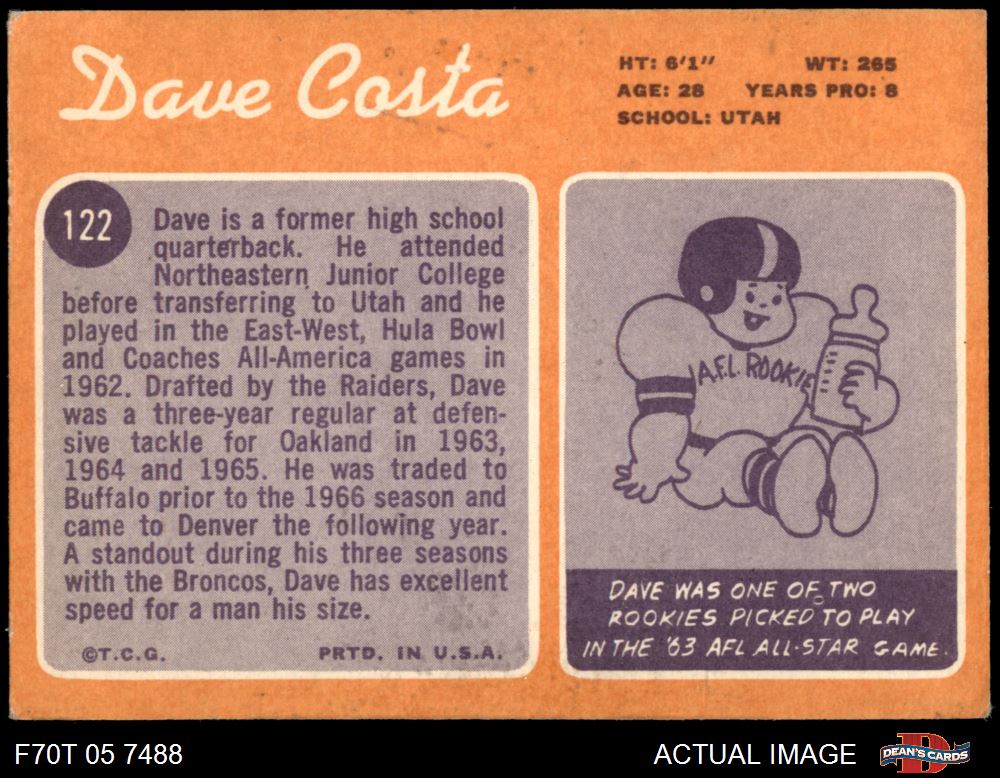 Dave Costa
HT: 6'1"
WT: 265
AGE: 28
YEARS PRO: 8
SCHOOL: UTAH
122
Dave is a former high school
quarterback. He attended
Northeastern Junior College
before transferring to Utah and he
played in the East-West, Hula Bowl
and Coaches All-America games in
1962. Drafted by the Raiders, Dave
was a three-year regular at defen-
sive tackle for Oakland in 1963,
1964 and 1965. He was traded to
Buffalo prior to the 1966 season and
came to Denver the following year.
A standout during his three seasons
with the Broncos, Dave has excellent
speed for a man his size.
©T.C.G.
PRTD. IN U.S.A.
A.F.L. ROOKIE
DAVE WAS ONE OF TWO
ROOKIES PICKED TO PLAY
IN THE '63 AFL ALL-STAR GAME.
F70T 05 7488
ACTUAL IMAGE
DEAN'S CARDS